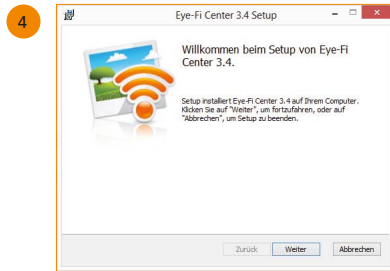 4
Eye-Fi Center 3.4 Setup
Willkommen beim Setup von Eye-Fi
Center 3.4.
Setup installiert Eye-Fi Center 3.4 auf Ihrem Computer.
Klicken Sie auf "Weiter", um fortzufahren, oder auf
"Abbrechen", um Setup zu beenden.
Zurück Weiter Abbrechen